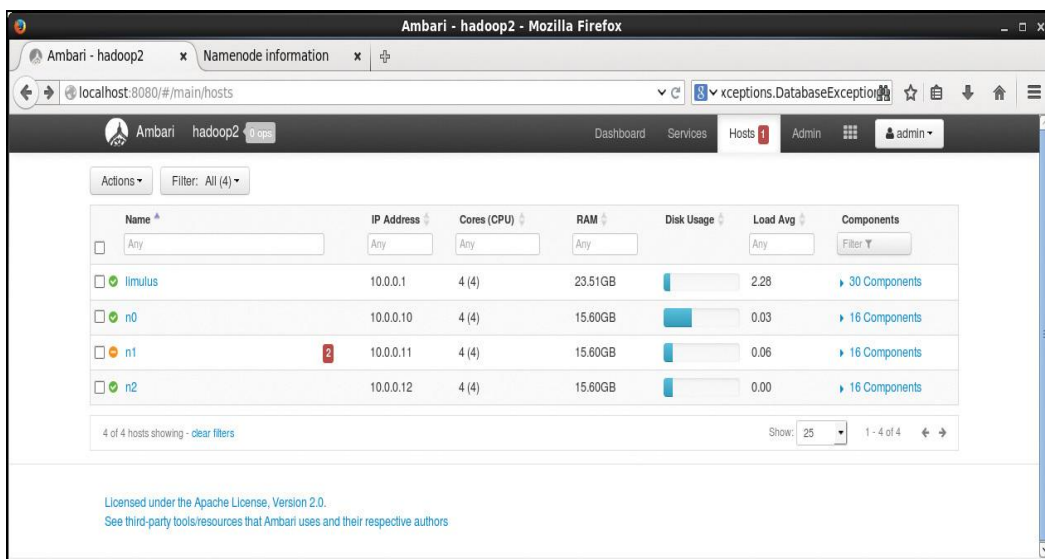 Ambari - hadoop2 - Mozilla Firefox
Ambari - hadoop2 x Namenode information x
localhost:8080/#/main/hosts xceptions.DatabaseException
Ambari hadoop2 0 ops Dashboard Services Hosts 1 Admin admin
Actions Filter: All (4)
Name IP Address Cores (CPU) RAM Disk Usage Load Avg Components
Any Any Any Any Any Filter
limulus 10.0.0.1 4 (4) 23.51GB 2.28 30 Components
n0 10.0.0.10 4 (4) 15.60GB 0.03 16 Components
n1 2 10.0.0.11 4 (4) 15.60GB 0.06 16 Components
n2 10.0.0.12 4 (4) 15.60GB 0.00 16 Components
4 of 4 hosts showing - clear filters Show: 25 1 - 4 of 4
Licensed under the Apache License, Version 2.0.
See third-party tools/resources that Ambari uses and their respective authors